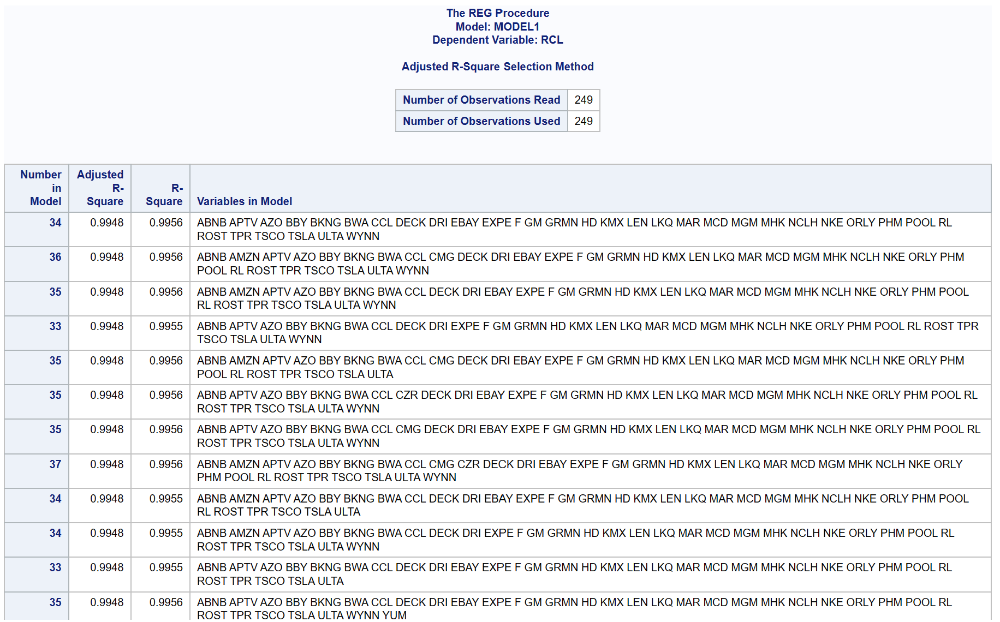 The REG Procedure
Model: MODEL1
Dependent Variable: RCL
Adjusted R-Square Selection Method
Number of Observations Read 249
Number of Observations Used 249
Number in Model Adjusted R-Square R-Square Variables in Model
34 0.9948 0.9956 ABNB APTV AZO BBY BKNG BWA CCL DECK DRI EBAY EXPE F GM GRMN HD KMX LEN LKQ MAR MCD MGM MHK NCLH NKE ORLY PHM POOL RL
ROST TPR TSCO TSLA ULTA WYNN
36 0.9948 0.9956 ABNB AMZN APTV AZO BBY BKNG BWA CCL CMG DECK DRI EBAY EXPE F GM GRMN HD KMX LEN LKQ MAR MCD MGM MHK NCLH NKE ORLY PHM
POOL RL ROST TPR TSCO TSLA ULTA WYNN
35 0.9948 0.9956 ABNB AMZN APTV AZO BBY BKNG BWA CCL DECK DRI EBAY EXPE F GM GRMN HD KMX LEN LKQ MAR MCD MGM MHK NCLH NKE ORLY PHM POOL
RL ROST TPR TSCO TSLA ULTA WYNN
33 0.9948 0.9955 ABNB APTV AZO BBY BKNG BWA CCL DECK DRI EXPE F GM GRMN HD KMX LEN LKQ MAR MCD MGM MHK NCLH NKE ORLY PHM POOL RL ROST TPR
TSCO TSLA ULTA WYNN
35 0.9948 0.9956 ABNB AMZN APTV AZO BBY BKNG BWA CCL CMG DECK DRI EBAY EXPE F GM GRMN HD KMX LEN LKQ MAR MCD MGM MHK NCLH NKE ORLY PHM
POOL RL ROST TPR TSCO TSLA ULTA
35 0.9948 0.9956 ABNB APTV AZO BBY BKNG BWA CCL CZR DECK DRI EBAY EXPE F GM GRMN HD KMX LEN LKQ MAR MCD MGM MHK NCLH NKE ORLY PHM POOL RL
ROST TPR TSCO TSLA ULTA WYNN
35 0.9948 0.9956 ABNB APTV AZO BBY BKNG BWA CCL CMG DECK DRI EBAY EXPE F GM GRMN HD KMX LEN LKQ MAR MCD MGM MHK NCLH NKE ORLY PHM POOL RL
ROST TPR TSCO TSLA ULTA WYNN
37 0.9948 0.9956 ABNB AMZN APTV AZO BBY BKNG BWA CCL CMG CZR DECK DRI EBAY EXPE F GM GRMN HD KMX LEN LKQ MAR MCD MGM MHK NCLH NKE ORLY
PHM POOL RL ROST TPR TSCO TSLA ULTA WYNN
34 0.9948 0.9955 ABNB AMZN APTV AZO BBY BKNG BWA CCL DECK DRI EBAY EXPE F GM GRMN HD KMX LEN LKQ MAR MCD MGM MHK NCLH NKE ORLY PHM POOL
RL ROST TPR TSCO TSLA ULTA
34 0.9948 0.9955 ABNB AMZN APTV AZO BBY BKNG BWA CCL DECK DRI EXPE F GM GRMN HD KMX LEN LKQ MAR MCD MGM MHK NCLH NKE ORLY PHM POOL RL
ROST TPR TSCO TSLA ULTA WYNN
33 0.9948 0.9955 ABNB APTV AZO BBY BKNG BWA CCL DECK DRI EBAY EXPE F GM GRMN HD KMX LEN LKQ MAR MCD MGM MHK NCLH NKE ORLY PHM POOL RL
ROST TPR TSCO TSLA ULTA
35 0.9948 0.9956 ABNB APTV AZO BBY BKNG BWA CCL DECK DRI EBAY EXPE F GM GRMN HD KMX LEN LKQ MAR MCD MGM MHK NCLH NKE ORLY PHM POOL RL
ROST TPR TSCO TSLA ULTA WYNN YUM